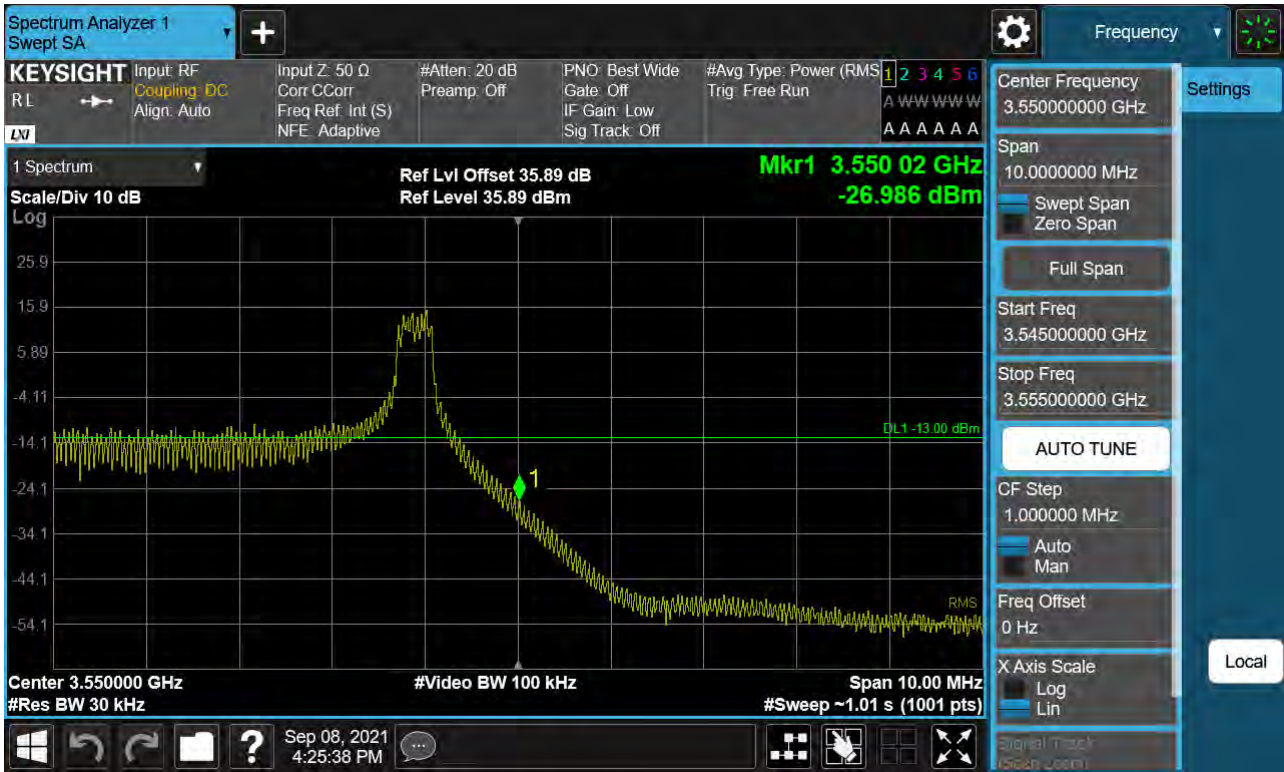 Spectrum Analyzer 1
Swept SA
+
Frequency
KEYSIGHT
RL
LXI
Input: RF
Coupling: DC
Align: Auto
Input Z: 50 Ω
Corr CCorr
Freq Ref: Int (S)
NFE: Adaptive
#Atten: 20 dB
Preamp: Off
PNO: Best Wide
Gate: Off
IF Gain: Low
Sig Track: Off
#Avg Type: Power (RMS
Trig: Free Run
1 2 3 4 5 6
A W W W W W
A A A A A A
1 Spectrum
Scale/Div 10 dB
Log
Ref Lvl Offset 35.89 dB
Ref Level 35.89 dBm
Mkr1 3.550 02 GHz
-26.986 dBm
25.9
15.9
5.89
-4.11
-14.1
-24.1
-34.1
-44.1
-54.1
DL1 -13.00 dBm
1
RMS
Center 3.550000 GHz
#Res BW 30 kHz
#Video BW 100 kHz
Span 10.00 MHz
#Sweep ~1.01 s (1001 pts)
Center Frequency
3.550000000 GHz
Span
10.0000000 MHz
Swept Span
Zero Span
Full Span
Start Freq
3.545000000 GHz
Stop Freq
3.555000000 GHz
AUTO TUNE
CF Step
1.000000 MHz
Auto
Man
Freq Offset
0 Hz
X Axis Scale
Log
Lin
Signal Track
(Span Zoom)
Settings
Local
?
Sep 08, 2021
4:25:38 PM